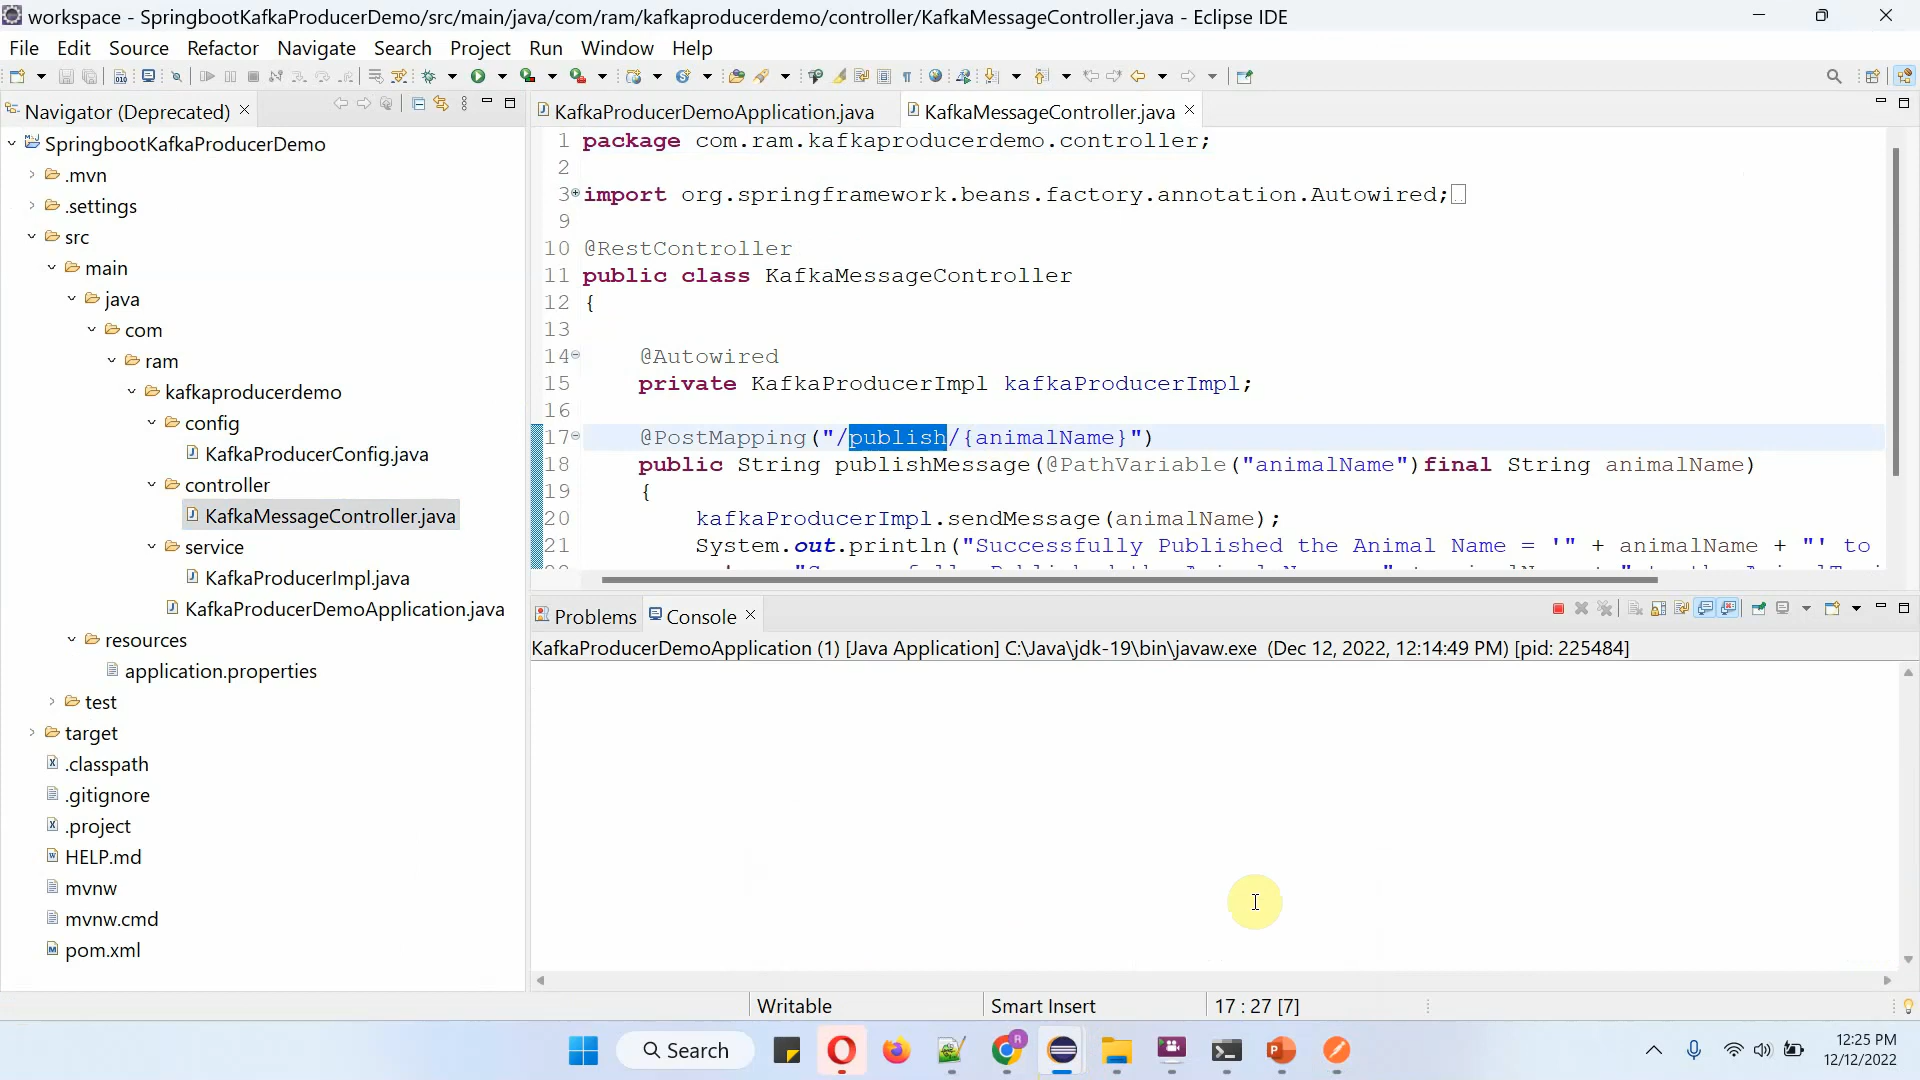 workspace - SpringbootKafkaProducerDemo/src/main/java/com/ram/kafkaproducerdemo/controller/KafkaMessageController.java - Eclipse IDE
File Edit Source Refactor Navigate Search Project Run Window Help
Navigator (Deprecated)
SpringbootKafkaProducerDemo
.mvn
.settings
src
main
java
com
ram
kafkaproducerdemo
config
KafkaProducerConfig.java
controller
KafkaMessageController.java
service
KafkaProducerImpl.java
KafkaProducerDemoApplication.java
resources
application.properties
test
target
.classpath
.gitignore
.project
HELP.md
mvnw
mvnw.cmd
pom.xml
KafkaProducerDemoApplication.java KafkaMessageController.java
1 package com.ram.kafkaproducerdemo.controller;
2
3 import org.springframework.beans.factory.annotation.Autowired;
9
10 @RestController
11 public class KafkaMessageController
12 {
13
14 @Autowired
15 private KafkaProducerImpl kafkaProducerImpl;
16
17 @PostMapping("/publish/{animalName}")
18 public String publishMessage(@PathVariable("animalName")final String animalName)
19 {
20 kafkaProducerImpl.sendMessage(animalName);
21 System.out.println("Successfully Published the Animal Name = '" + animalName + "' to
Problems Console
KafkaProducerDemoApplication (1) [Java Application] C:\Java\jdk-19\bin\javaw.exe (Dec 12, 2022, 12:14:49 PM) [pid: 225484]
Writable Smart Insert 17 : 27 [7]
Search
12:25 PM
12/12/2022